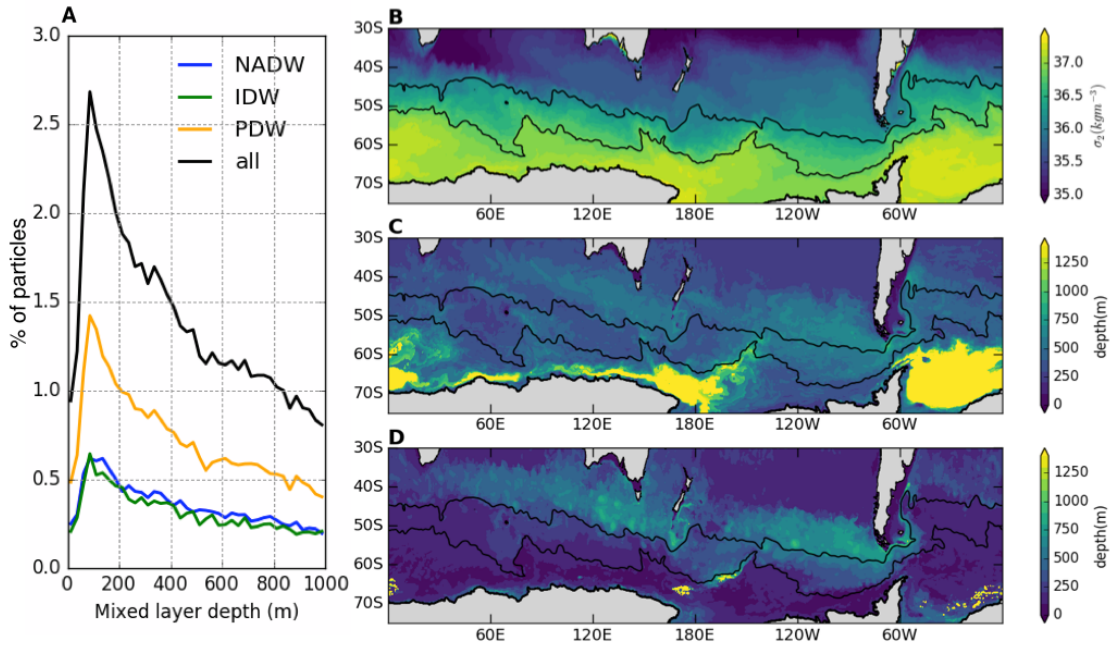 A
3.0
2.5
2.0
1.5
1.0
0.5
0.0
% of particles
0 200 400 600 800 1000
Mixed layer depth (m)
NADW
IDW
PDW
all
B
30S
40S
50S
60S
70S
60E 120E 180E 120W 60W
37.0
36.5
36.0
35.5
35.0
σ2(kgm−3)
C
30S
40S
50S
60S
70S
60E 120E 180E 120W 60W
1250
1000
750
500
250
0
depth(m)
D
30S
40S
50S
60S
70S
60E 120E 180E 120W 60W
1250
1000
750
500
250
0
depth(m)